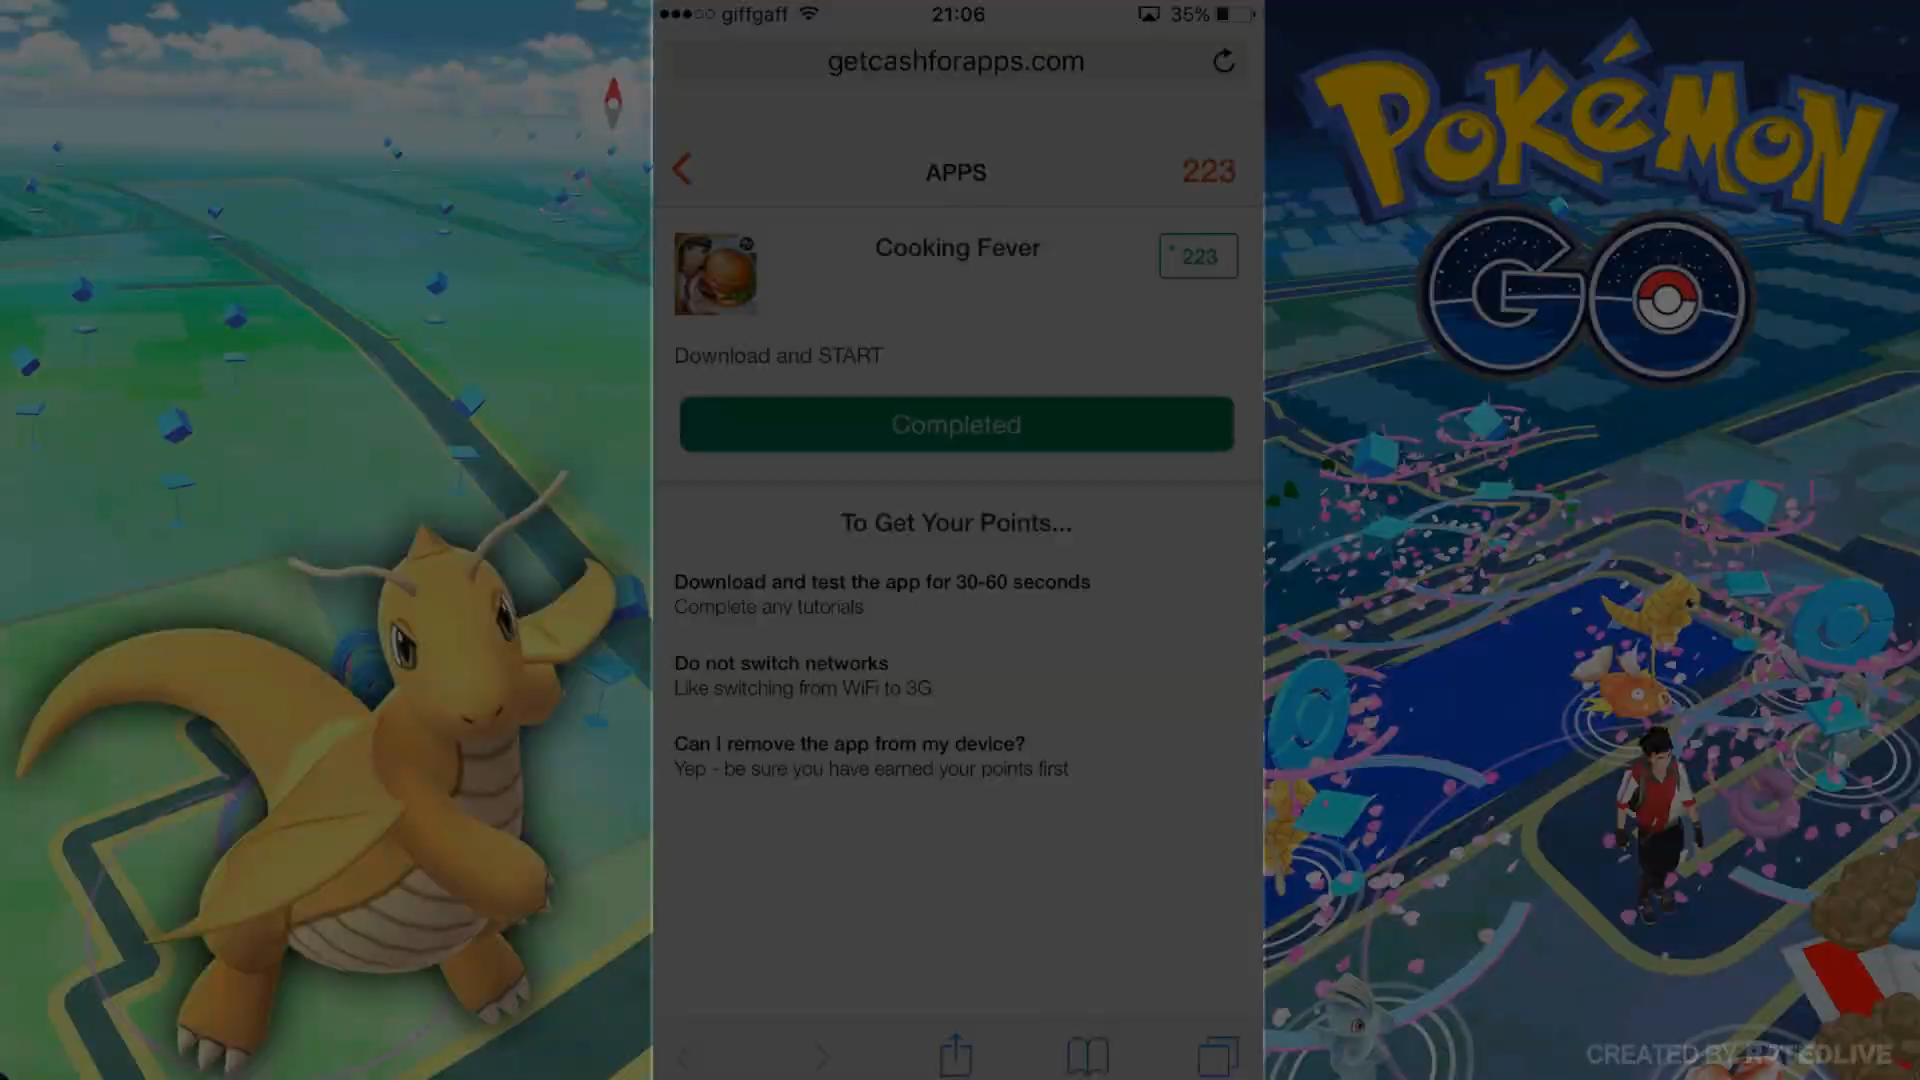 giffgaff
21:06
35%
getcashforapps.com
APPS
223
Cooking Fever
223
Download and START
Completed
To Get Your Points...
Download and test the app for 30-60 seconds
Complete any tutorials
Do not switch networks
Like switching from WiFi to 3G
Can I remove the app from my device?
Yep - be sure you have earned your points first
POKÉMON
GO
CREATED BY R4TEDLIVE